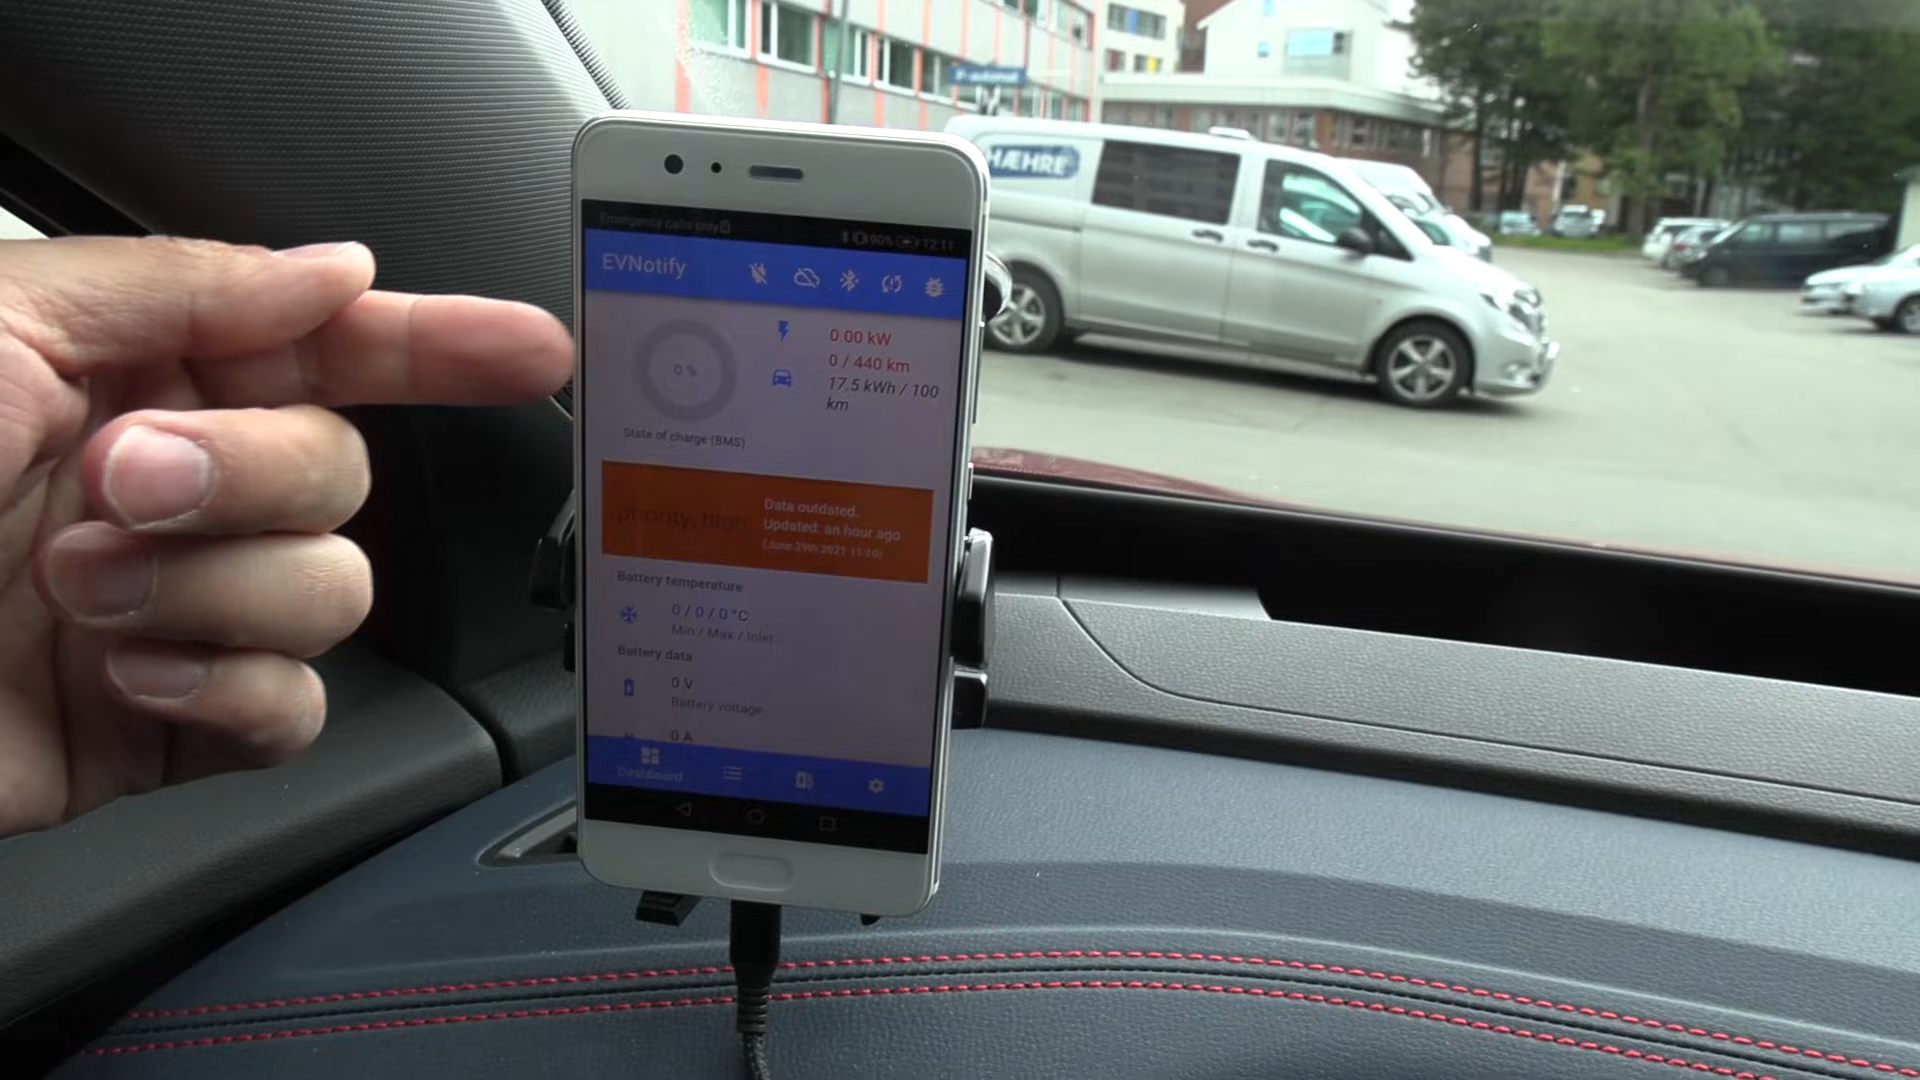 P-automat
HÆHRE
Emergency calls only
90% 12:11
EVNotify
0.00 kW
0 / 440 km
17.5 kWh / 100
km
0 %
State of charge (BMS)
priority_high
Data outdated.
Updated: an hour ago
(June 29th 2021 11:10)
Battery temperature
0 / 0 / 0 °C
Min / Max / Inlet
Battery data
0 V
Battery voltage
0 A
Dashboard